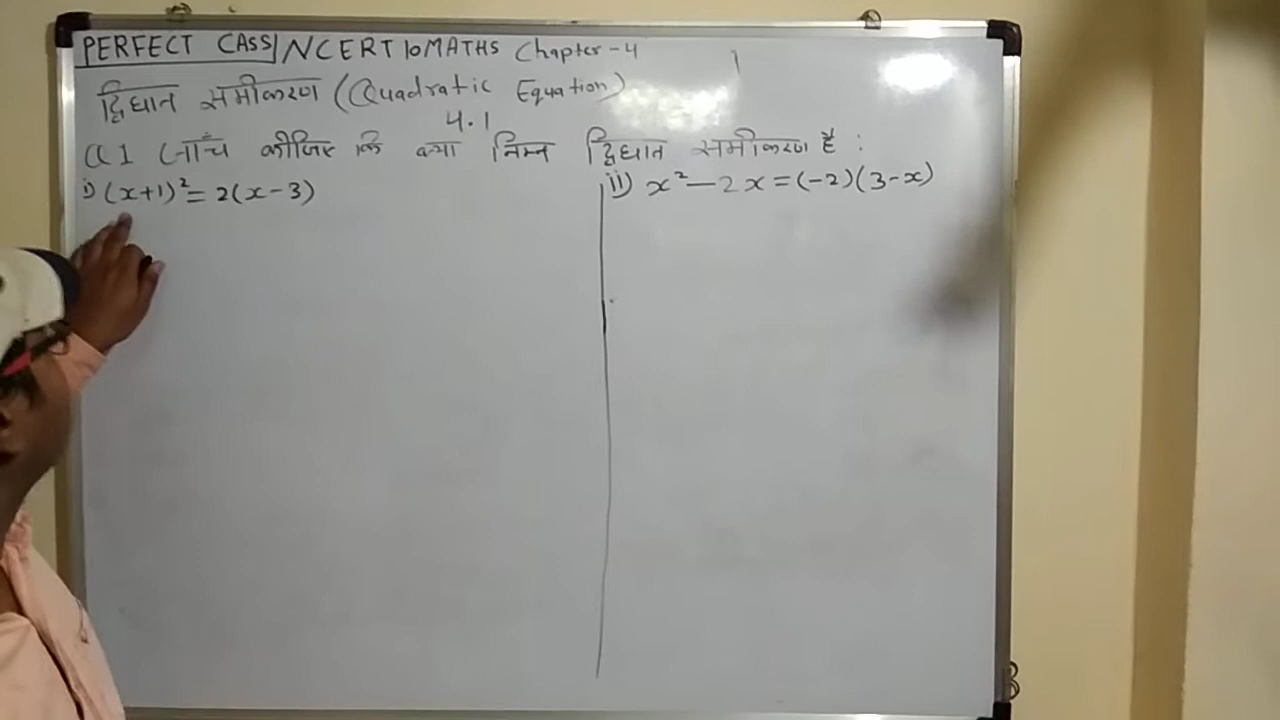 PERFECT CASS/NCERT 10 MATHS Chapter-4
द्विघात समीकरण (Quadratic Equation)
4.1
Q1 जाँच कीजिए कि क्या निम्न द्विघात समीकरण है :
i) (x+1)² = 2(x-3)
ii) x² - 2x = (-2)(3-x)